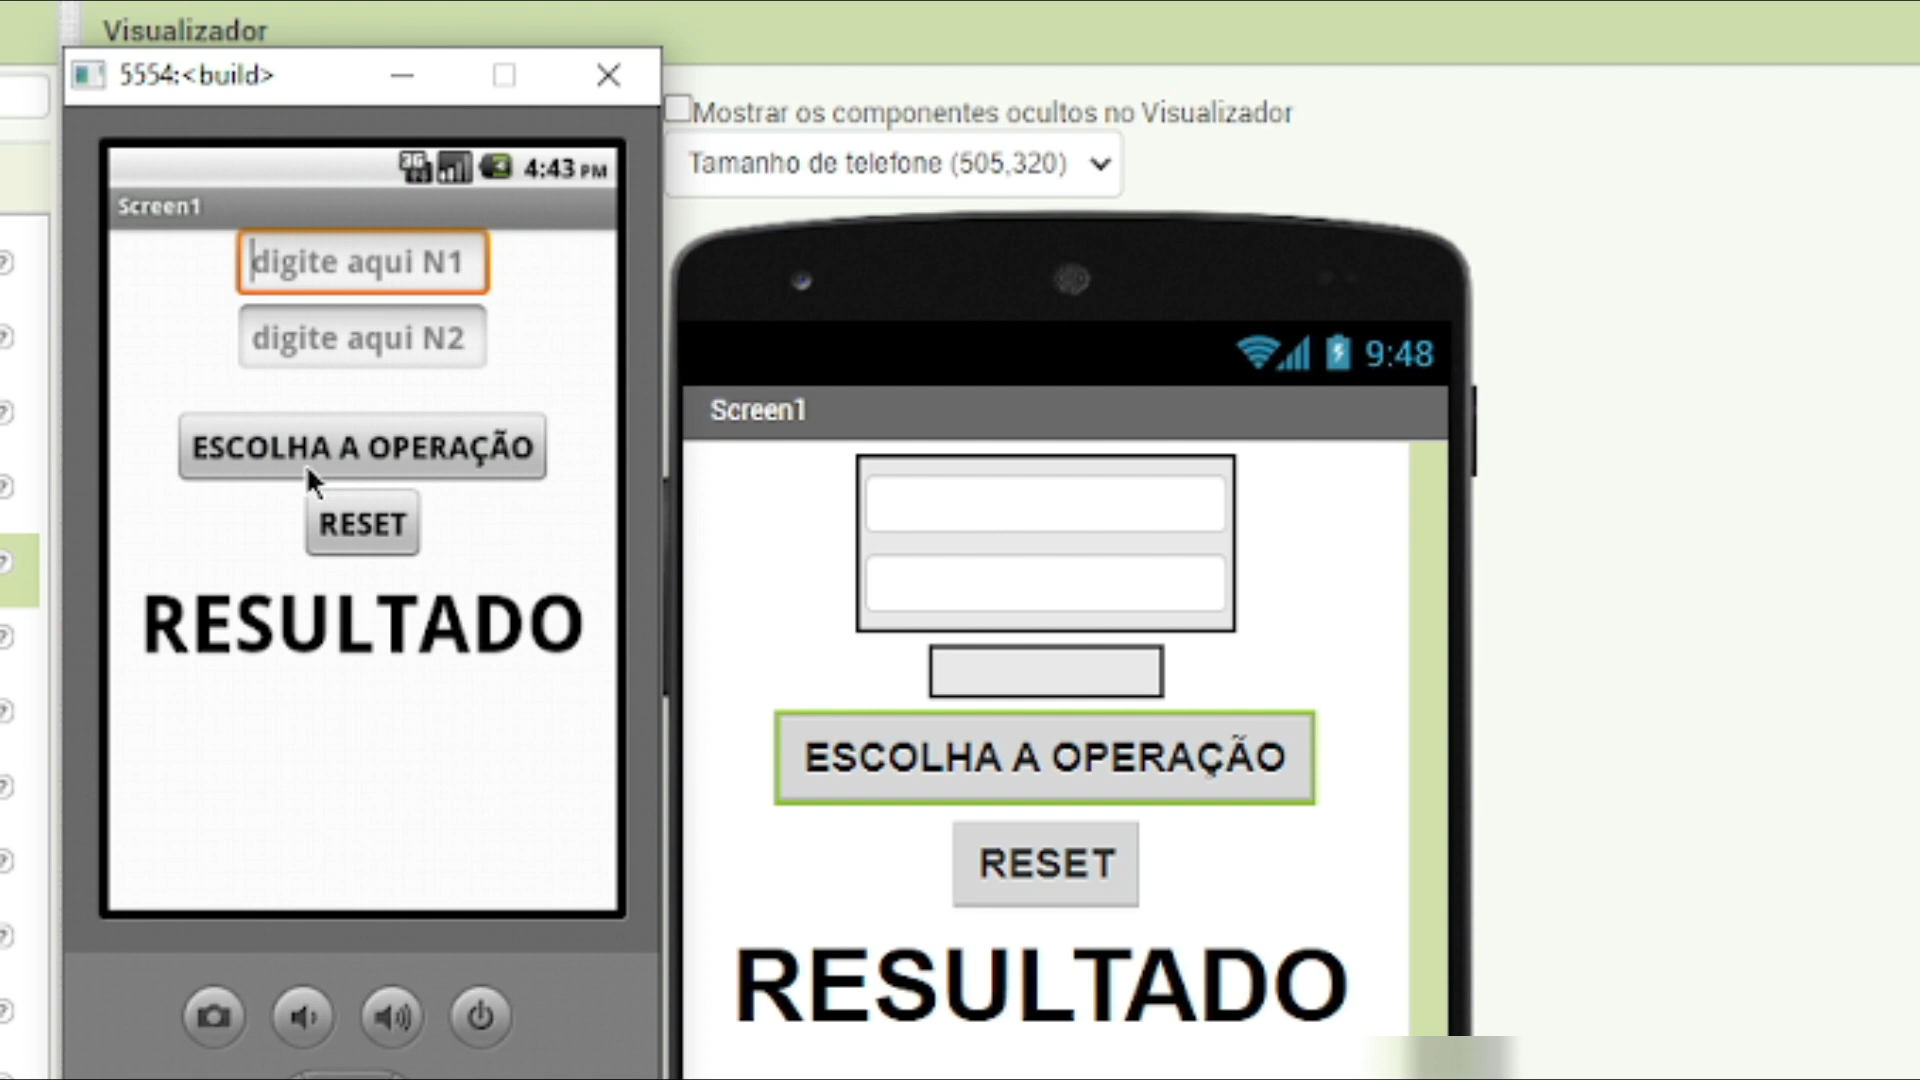 Visualizador
5554:<build>
4:43 PM
Screen1
digite aqui N1
digite aqui N2
ESCOLHA A OPERAÇÃO
RESET
RESULTADO
Mostrar os componentes ocultos no Visualizador
Tamanho de telefone (505,320)
9:48
Screen1
ESCOLHA A OPERAÇÃO
RESET
RESULTADO